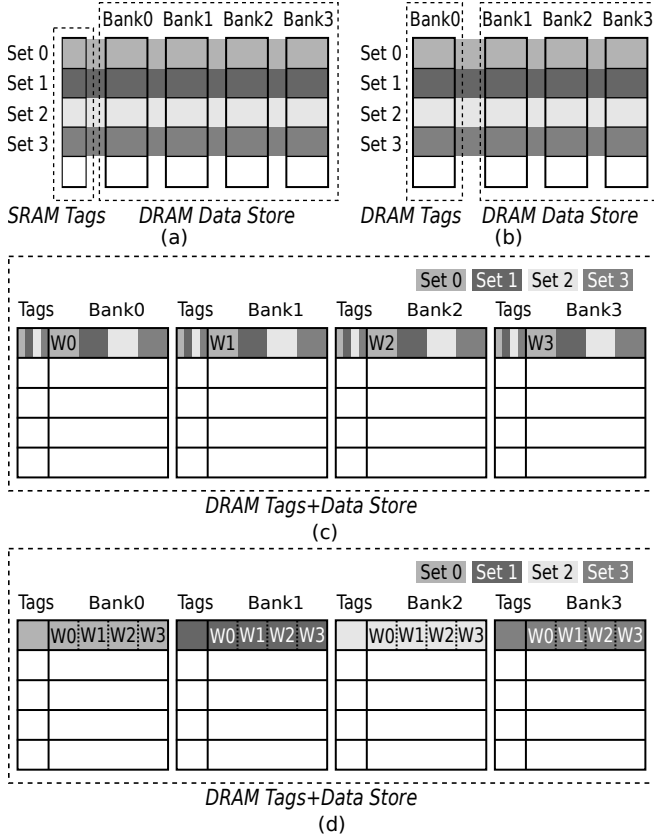 Bank0 Bank1 Bank2 Bank3
Set 0
Set 1
Set 2
Set 3
SRAM Tags DRAM Data Store
(a)
Bank0 Bank1 Bank2 Bank3
Set 0
Set 1
Set 2
Set 3
DRAM Tags DRAM Data Store
(b)
Set 0 Set 1 Set 2 Set 3
Tags Bank0 Tags Bank1 Tags Bank2 Tags Bank3
W0 W1 W2 W3
DRAM Tags+Data Store
(c)
Set 0 Set 1 Set 2 Set 3
Tags Bank0 Tags Bank1 Tags Bank2 Tags Bank3
W0 W1 W2 W3 W0 W1 W2 W3 W0 W1 W2 W3 W0 W1 W2 W3
DRAM Tags+Data Store
(d)